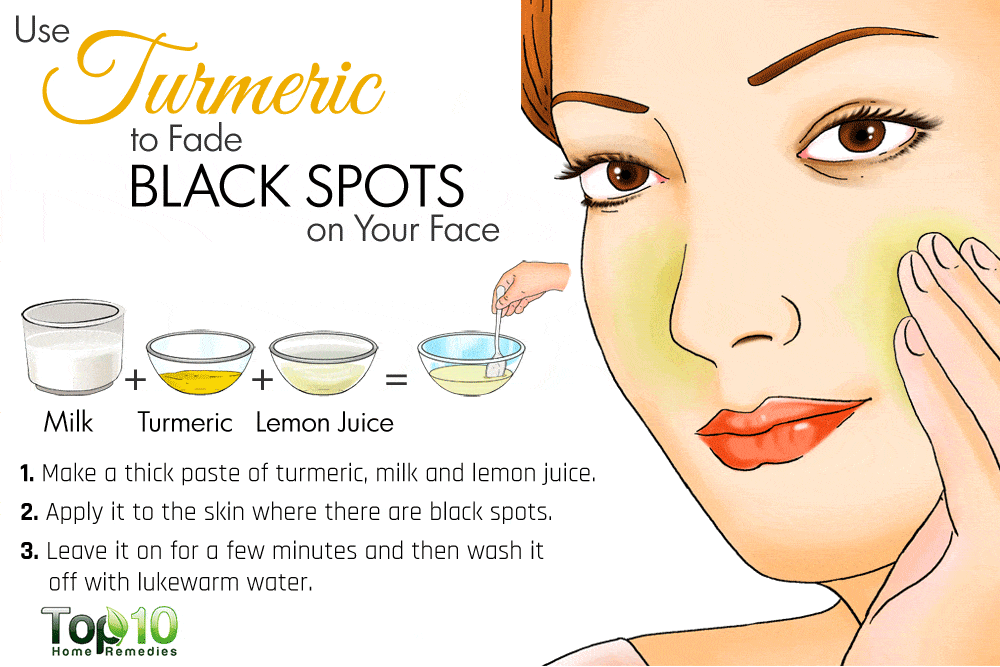 Use
Turmeric
to Fade
BLACK SPOTS
on Your Face
+ + =
Milk Turmeric Lemon Juice
1. Make a thick paste of turmeric, milk and lemon juice.
2. Apply it to the skin where there are black spots.
3. Leave it on for a few minutes and then wash it
off with lukewarm water.
Top10
Home Remedies